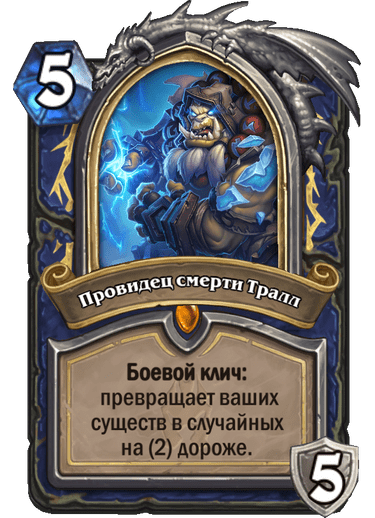 5
Провидец смерти Тралл
Боевой клич:
превращает ваших
существ в случайных
на (2) дороже.
5